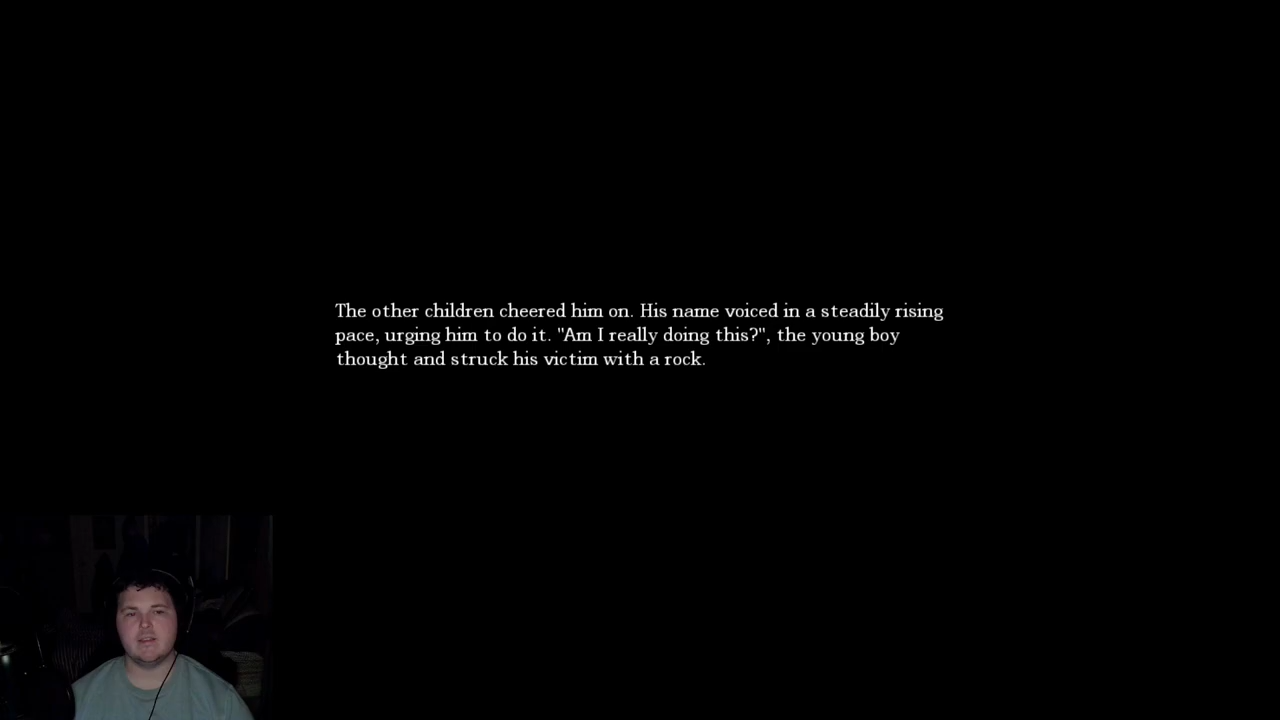 The other children cheered him on. His name voiced in a steadily rising
pace, urging him to do it. "Am I really doing this?", the young boy
thought and struck his victim with a rock.